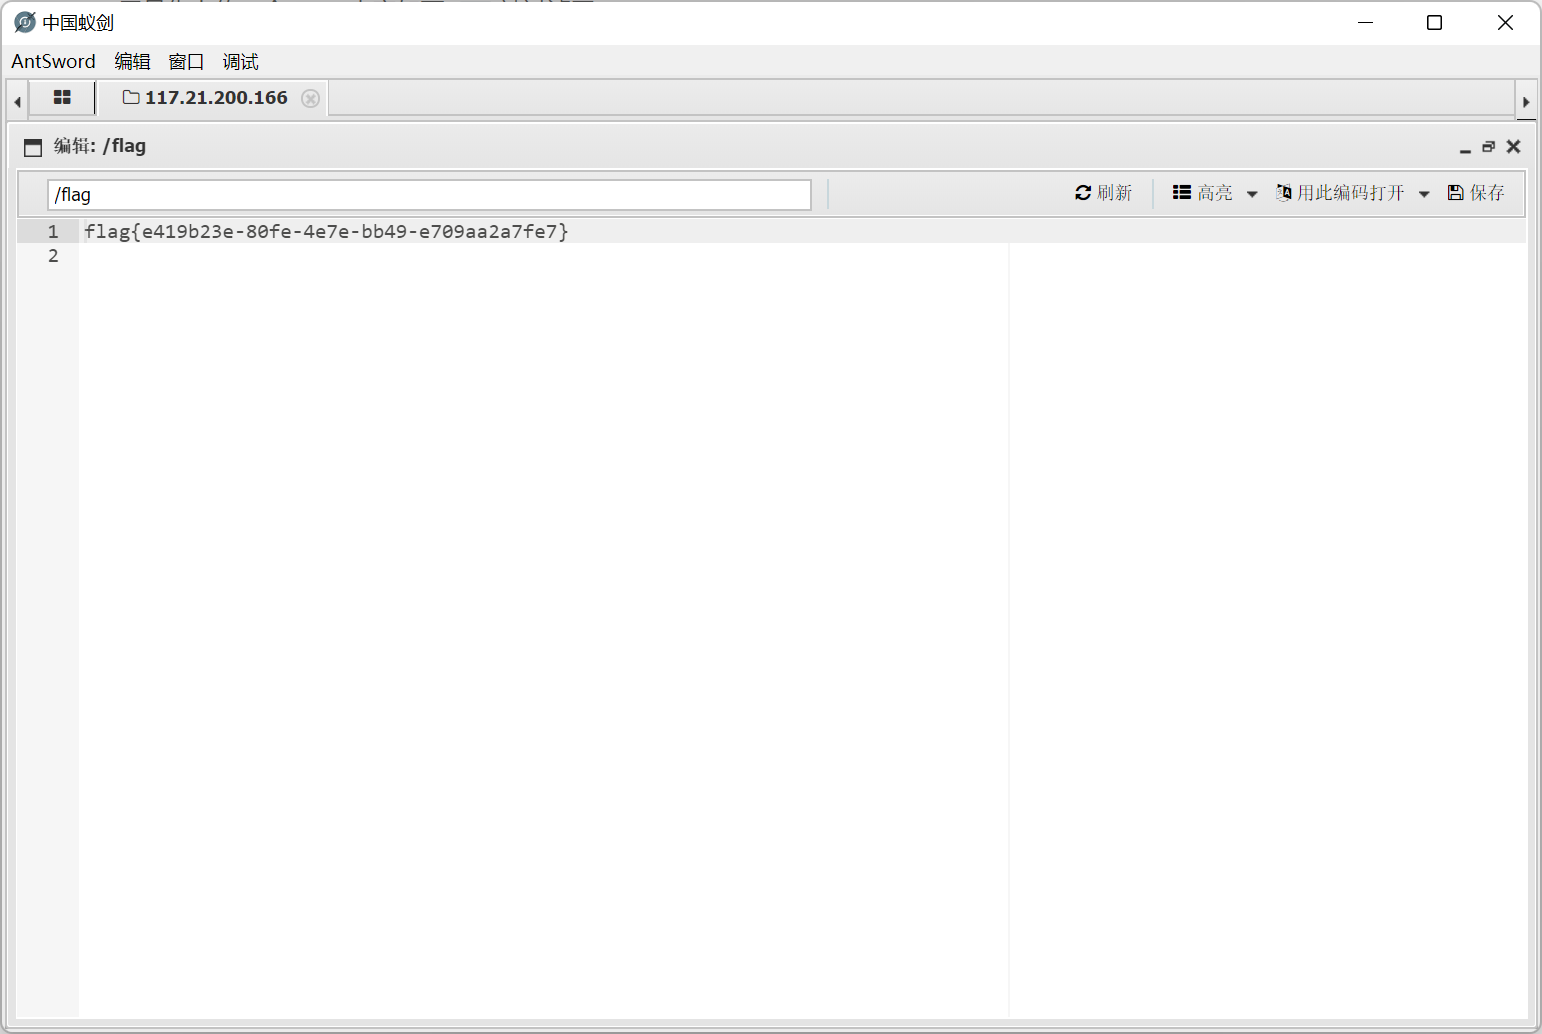 中国蚁剑
AntSword 编辑 窗口 调试
117.21.200.166
编辑: /flag
/flag 刷新 高亮 用此编码打开 保存
1 flag{e419b23e-80fe-4e7e-bb49-e709aa2a7fe7}
2